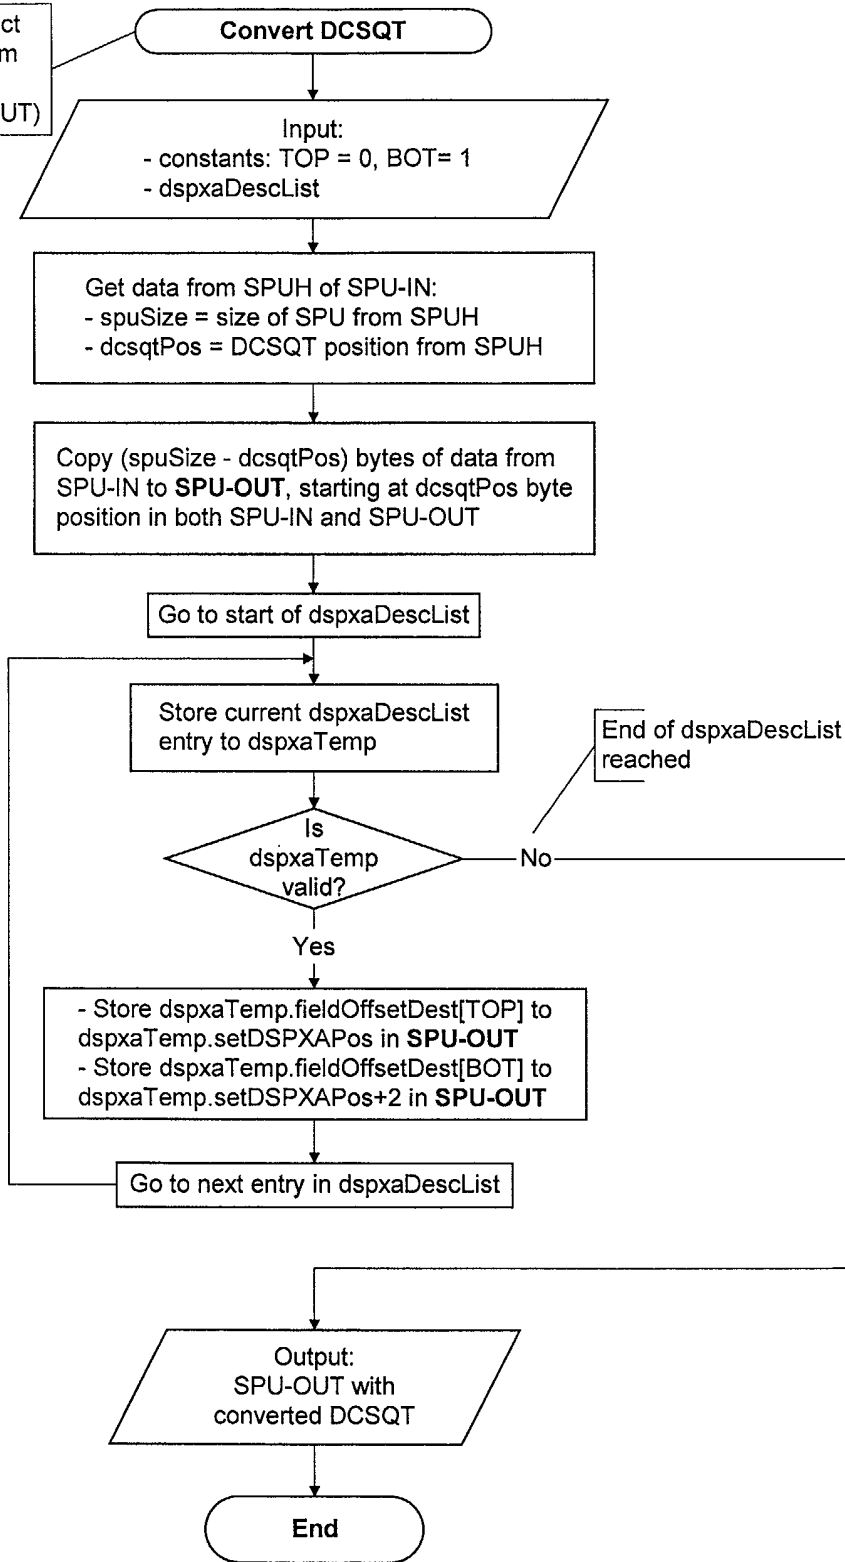 ct
m
UT)
Convert DCSQT
Input:
- constants: TOP = 0, BOT= 1
- dspxaDescList
Get data from SPUH of SPU-IN:
- spuSize = size of SPU from SPUH
- dcsqtPos = DCSQT position from SPUH
Copy (spuSize - dcsqtPos) bytes of data from
SPU-IN to SPU-OUT, starting at dcsqtPos byte
position in both SPU-IN and SPU-OUT
Go to start of dspxaDescList
Store current dspxaDescList
entry to dspxaTemp
End of dspxaDescList
reached
Is
dspxaTemp
valid?
No
Yes
- Store dspxaTemp.fieldOffsetDest[TOP] to
dspxaTemp.setDSPXAPos in SPU-OUT
- Store dspxaTemp.fieldOffsetDest[BOT] to
dspxaTemp.setDSPXAPos+2 in SPU-OUT
Go to next entry in dspxaDescList
Output:
SPU-OUT with
converted DCSQT
End